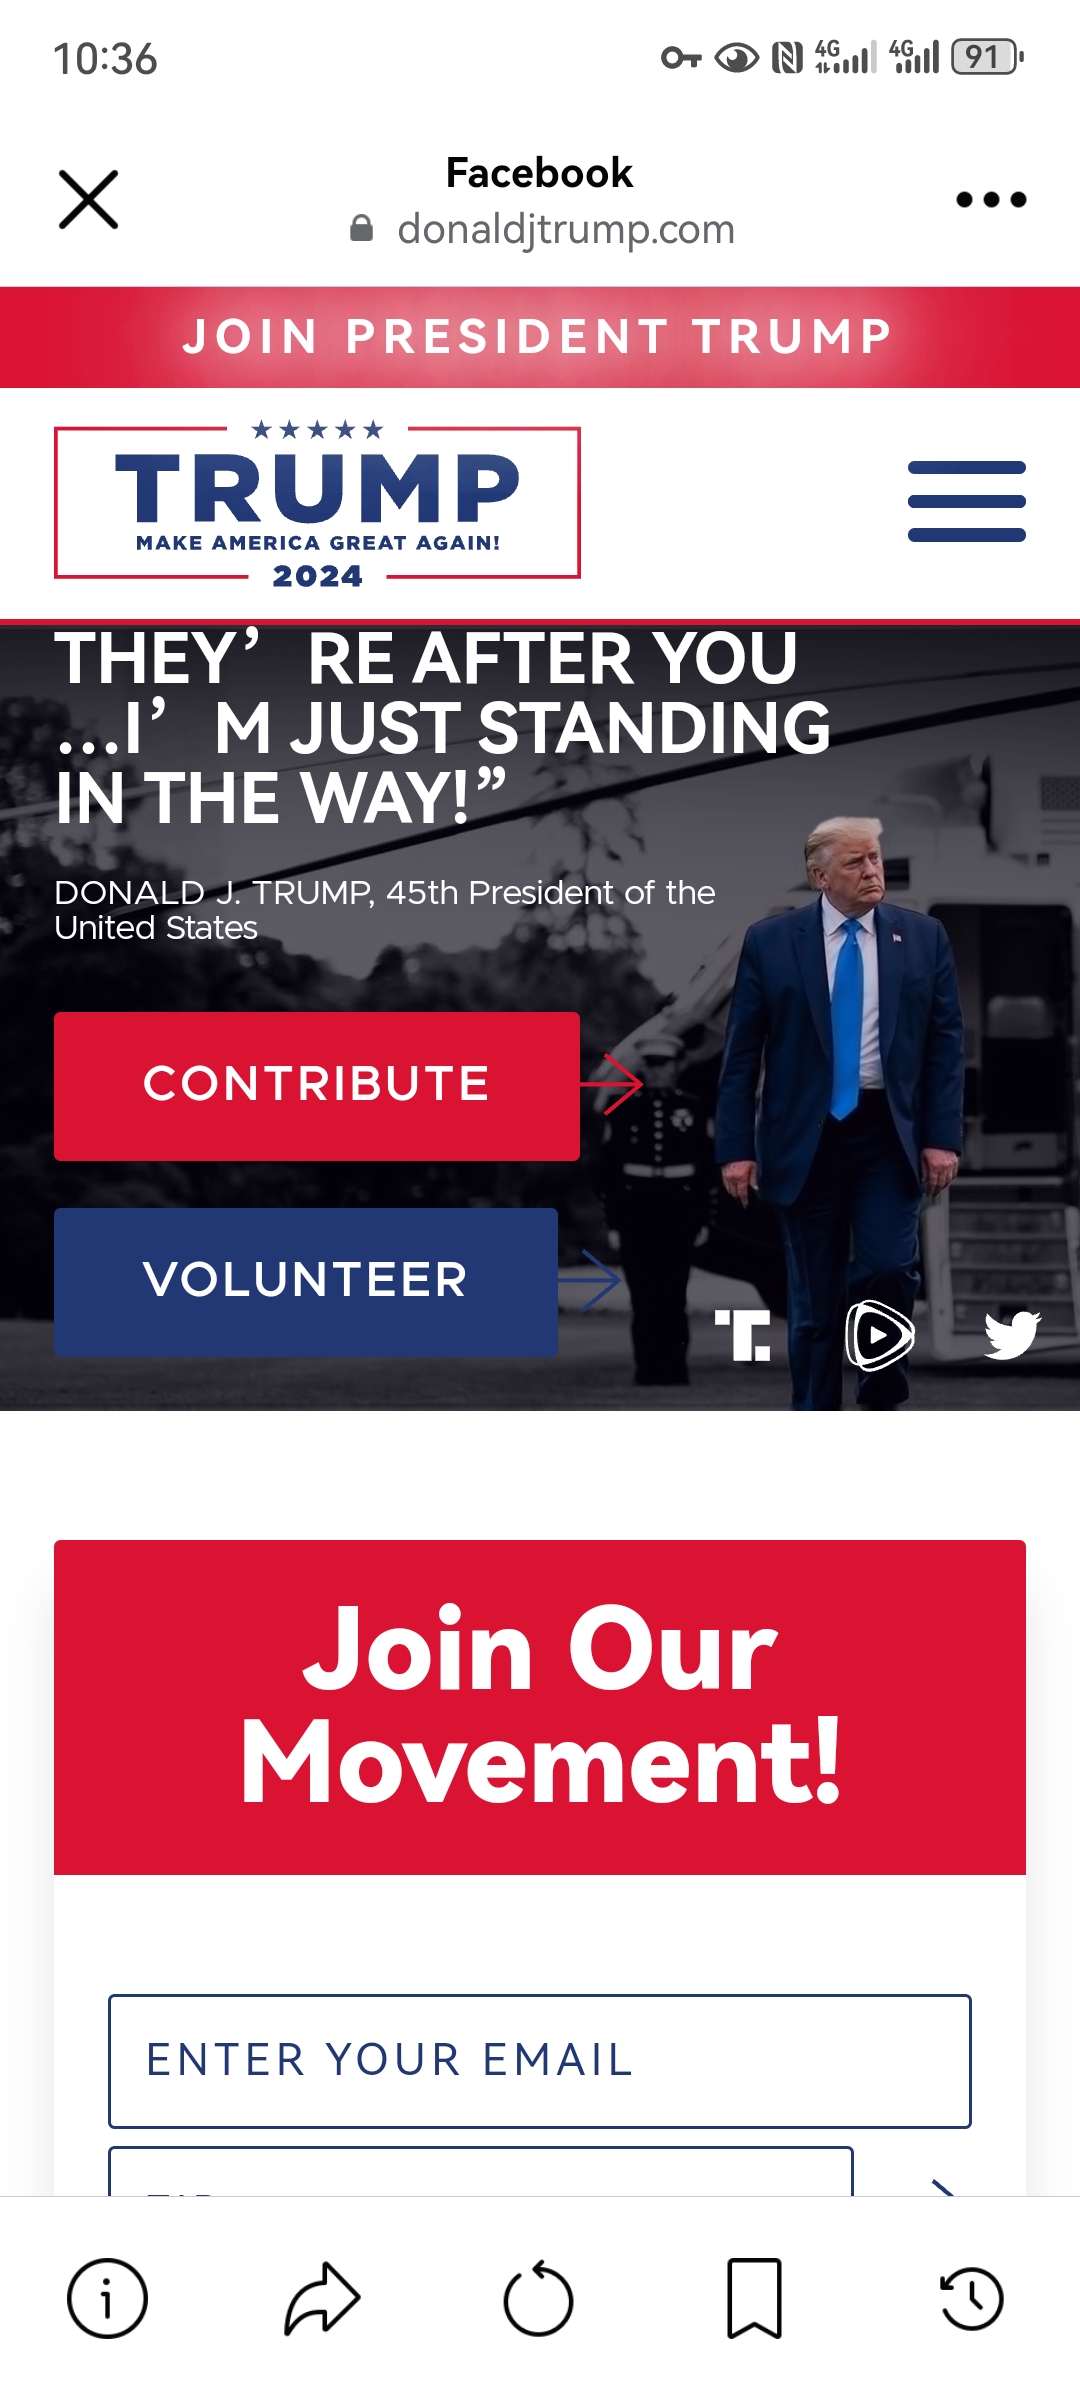 10:36
4G
4G
91
Facebook
donaldjtrump.com
JOIN PRESIDENT TRUMP
TRUMP
MAKE AMERICA GREAT AGAIN!
2024
THEY’ RE AFTER YOU
...I’ M JUST STANDING
IN THE WAY!”
DONALD J. TRUMP, 45th President of the
United States
CONTRIBUTE
VOLUNTEER
T.
Join Our
Movement!
ENTER YOUR EMAIL